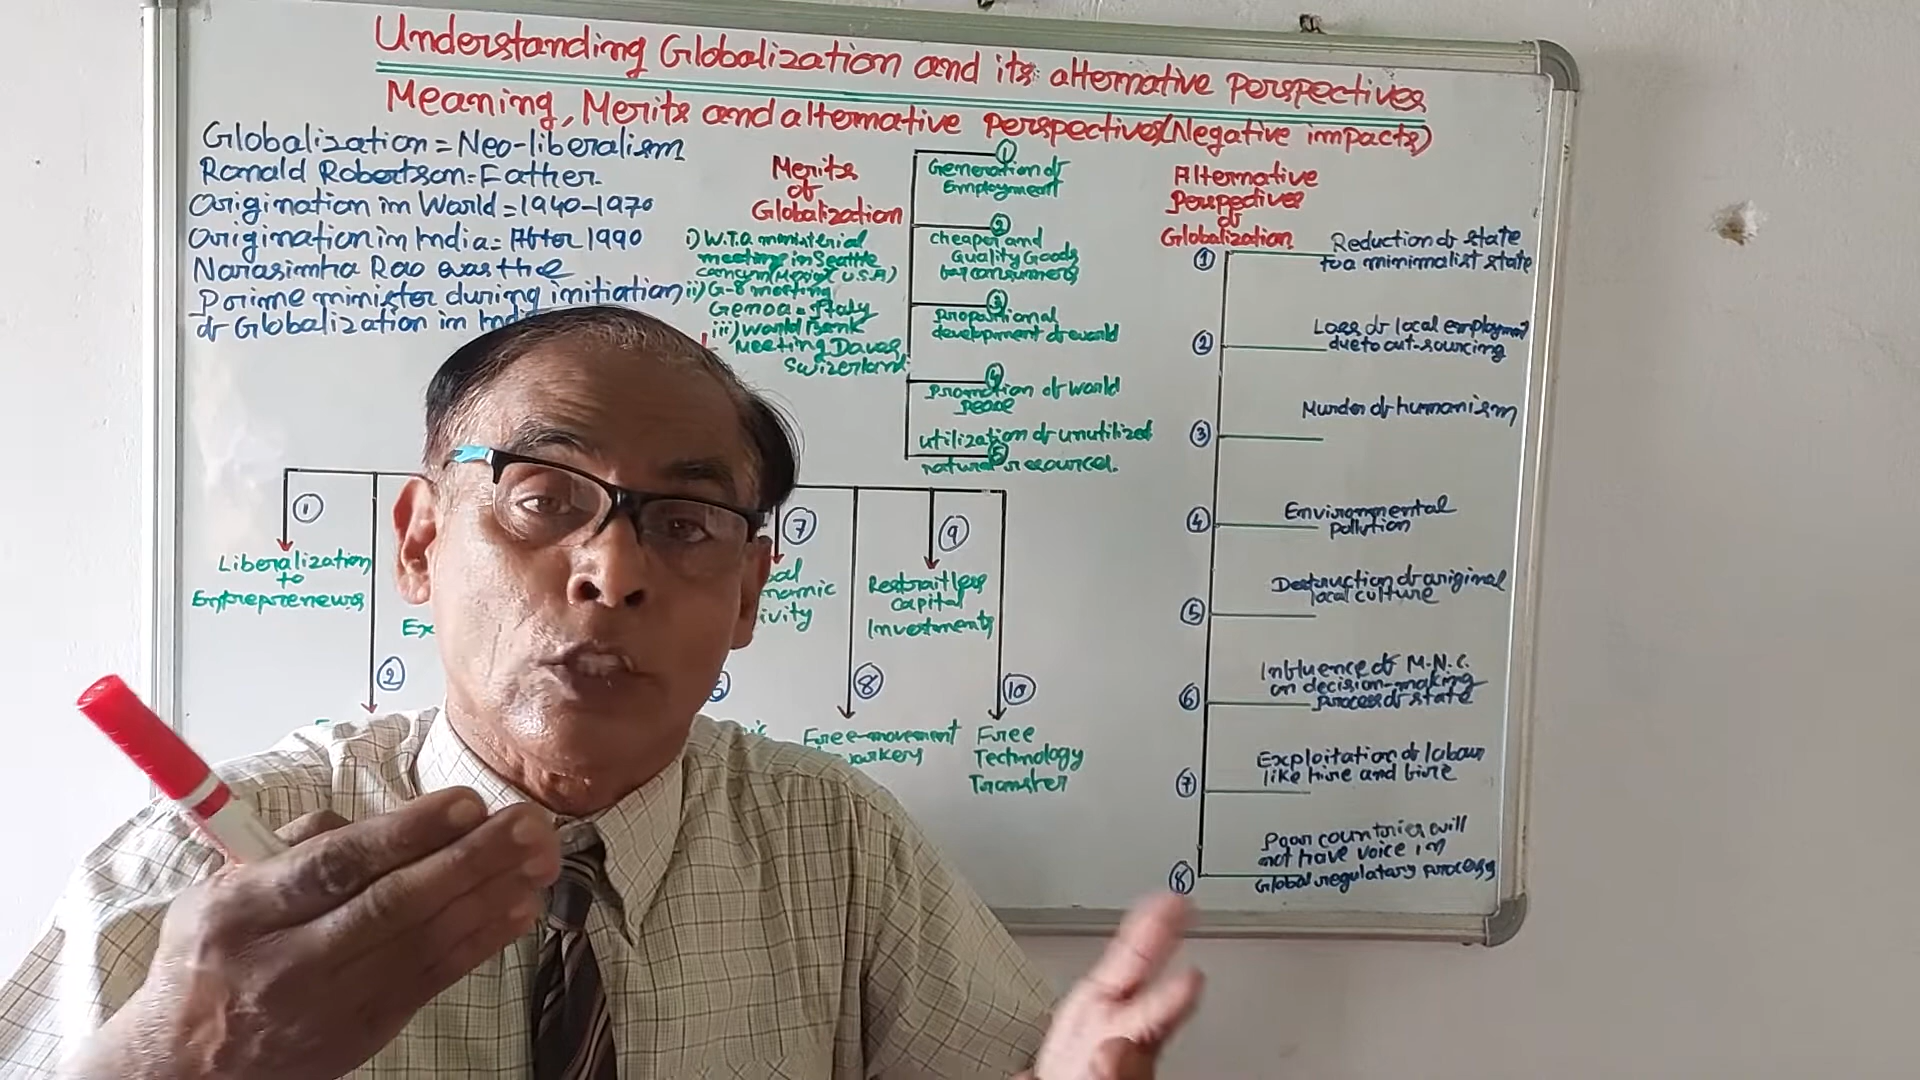 Understanding Globalization and its alternative perspectives
Meaning, Merits and alternative perspectives (Negative impacts)
Globalization = Neo-liberalism
Ronald Robertson = Father.
Origination in World = 1940-1970
Origination in India = After 1990
Narasimha Rao was the
Prime minister during initiation
of Globalization in Ind
Merits
of
Globalization
i) W.T.O
meeting in Seattle
U.S.A)
ii) G-8 meeting
Genoa = Italy
iii) World Bank
Meeting Davos
Swizerland
①
Generation of
Employment
②
cheaper and
Quality Goods
for consumers
③
propotional
development of world
④
promotion of world
peace
utilization of unutilized
⑤
natural resources.
Alternative
Perspectives
of
Globalization
①
Reduction of state
to a minimalist state
②
Loss of local employment
due to out-sourcing
③
Murder of humanism
④
Environmental
pollution
⑤
Destruction of original
local culture
⑥
Influence of M.N.C.
on decision-making
process of state
⑦
Exploitation of labour
like hire and fire
⑧
Poor countries will
not have voice in
Global regulatory process
①
Liberalization
to
Entrepreneurs
②
Ex
⑦
bal
ivity
⑧
Free-movement
workers
⑨
Restraitless
capital
Investments
⑩
Free
Technology
Transfer